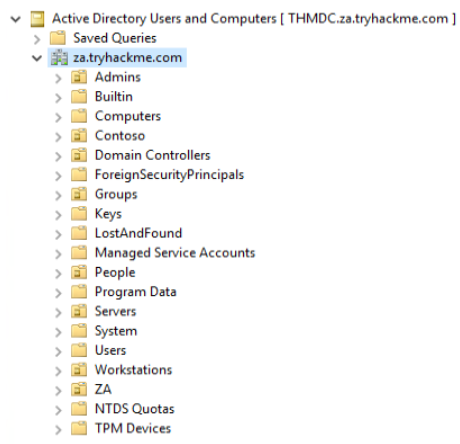 Active Directory Users and Computers [ THMDC.za.tryhackme.com ]
Saved Queries
za.tryhackme.com
Admins
Builtin
Computers
Contoso
Domain Controllers
ForeignSecurityPrincipals
Groups
Keys
LostAndFound
Managed Service Accounts
People
Program Data
Servers
System
Users
Workstations
ZA
NTDS Quotas
TPM Devices